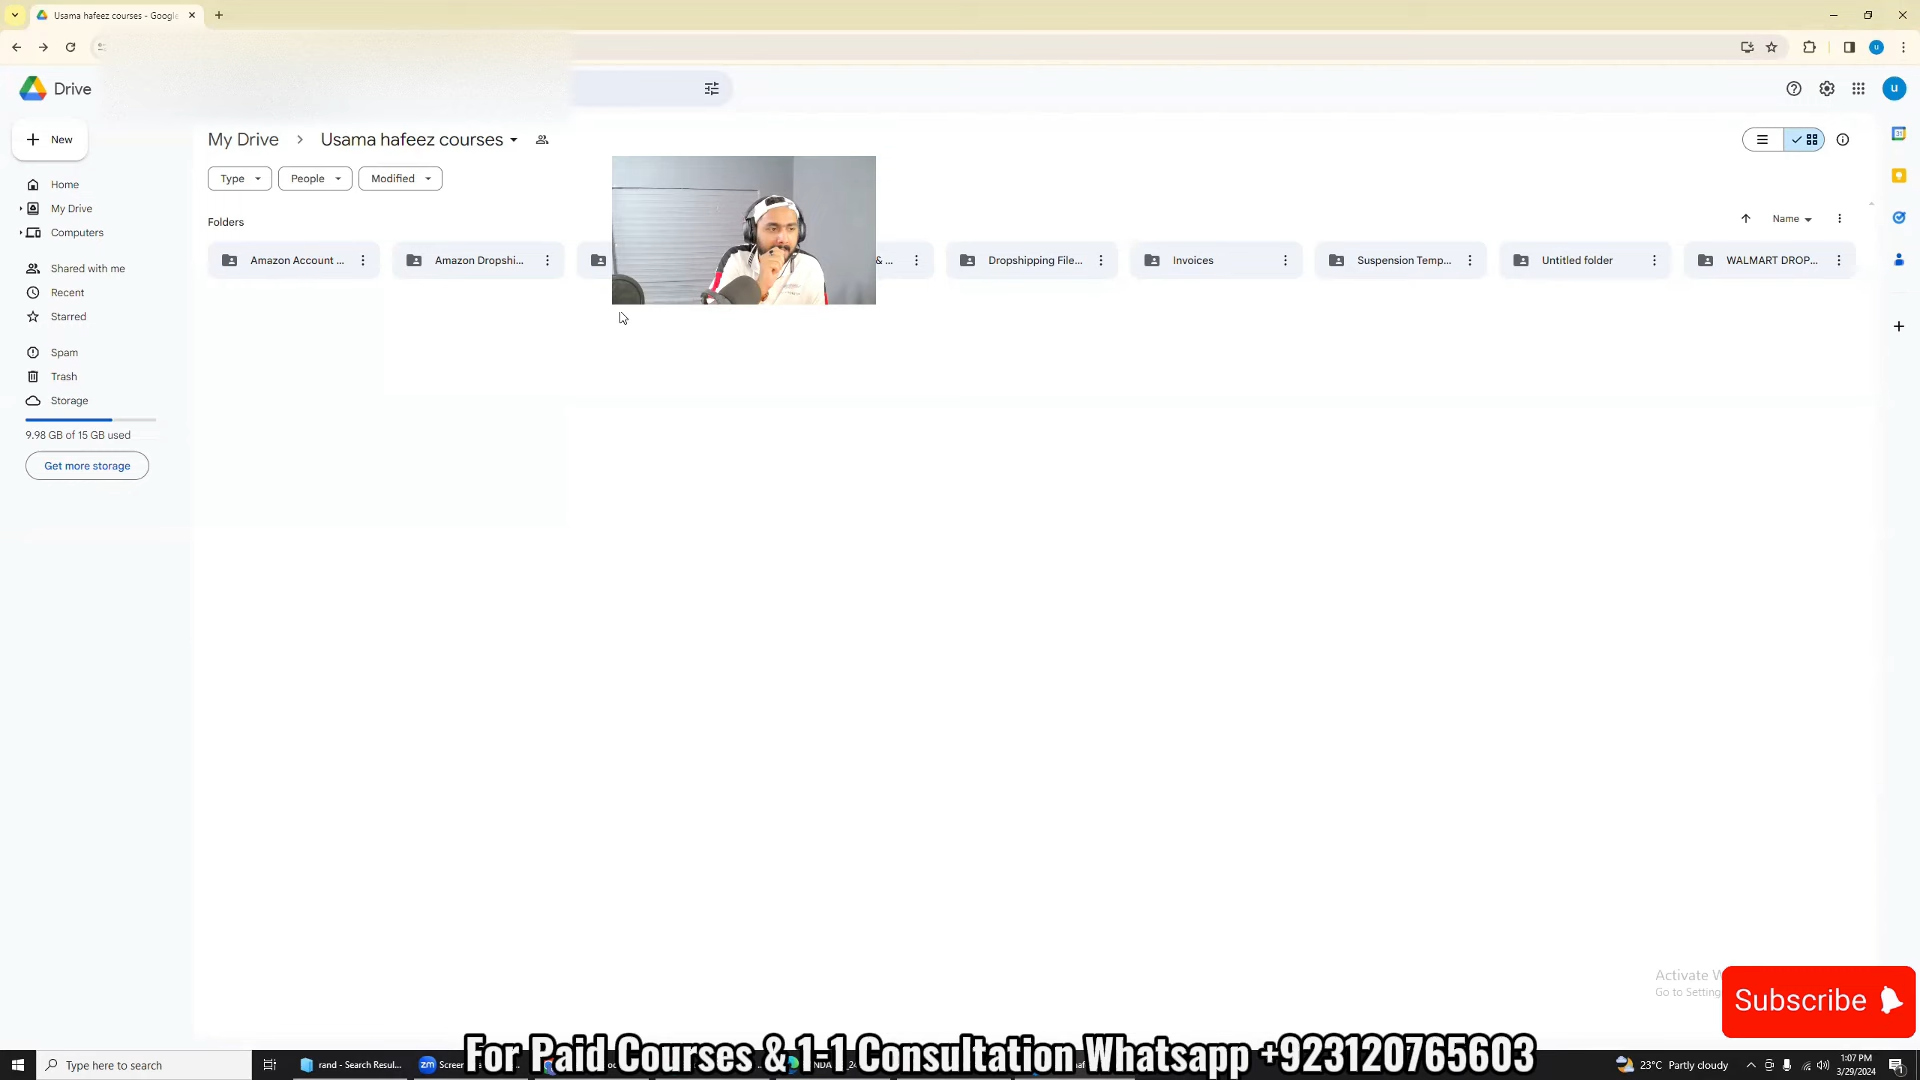 Usama hafeez courses - Google
Drive
New
My Drive > Usama hafeez courses
Type
People
Modified
Home
My Drive
Computers
Shared with me
Recent
Starred
Spam
Trash
Storage
9.98 GB of 15 GB used
Get more storage
Folders
Name
Amazon Account ...
Amazon Dropshi...
& ...
Dropshipping File...
Invoices
Suspension Temp...
Untitled folder
WALMART DROP...
31
u
u
Activate W
Go to Setting
Subscribe
For Paid Courses & 1-1 Consultation Whatsapp +923120765603
Type here to search
rand - Search Resul...
zm Screen
23°C Partly cloudy
1:07 PM
3/29/2024